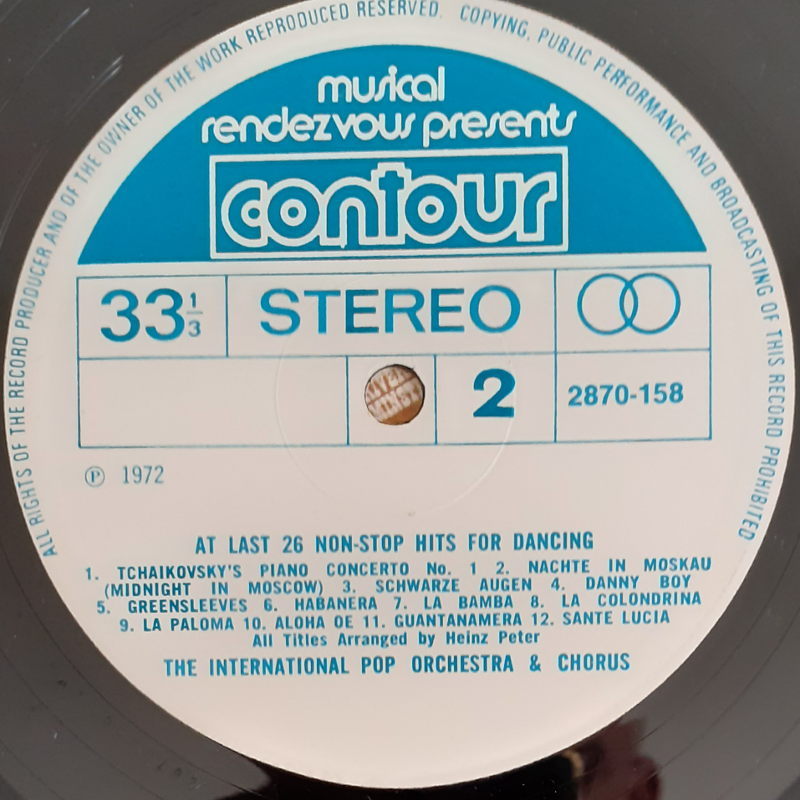 ALL RIGHTS OF THE RECORD PRODUCER AND OF THE OWNER OF THE WORK REPRODUCED RESERVED. COPYING, PUBLIC PERFORMANCE AND BROADCASTING OF THIS RECORD PROHIBITED
musical
rendezvous presents
contour
33 1/3 STEREO
2 2870-158
℗ 1972
AT LAST 26 NON-STOP HITS FOR DANCING
1. TCHAIKOVSKY'S PIANO CONCERTO No. 1 2. NACHTE IN MOSKAU
(MIDNIGHT IN MOSCOW) 3. SCHWARZE AUGEN 4. DANNY BOY
5. GREENSLEEVES 6. HABANERA 7. LA BAMBA 8. LA COLONDRINA
9. LA PALOMA 10. ALOHA OE 11. GUANTANAMERA 12. SANTE LUCIA
All Titles Arranged by Heinz Peter
THE INTERNATIONAL POP ORCHESTRA & CHORUS